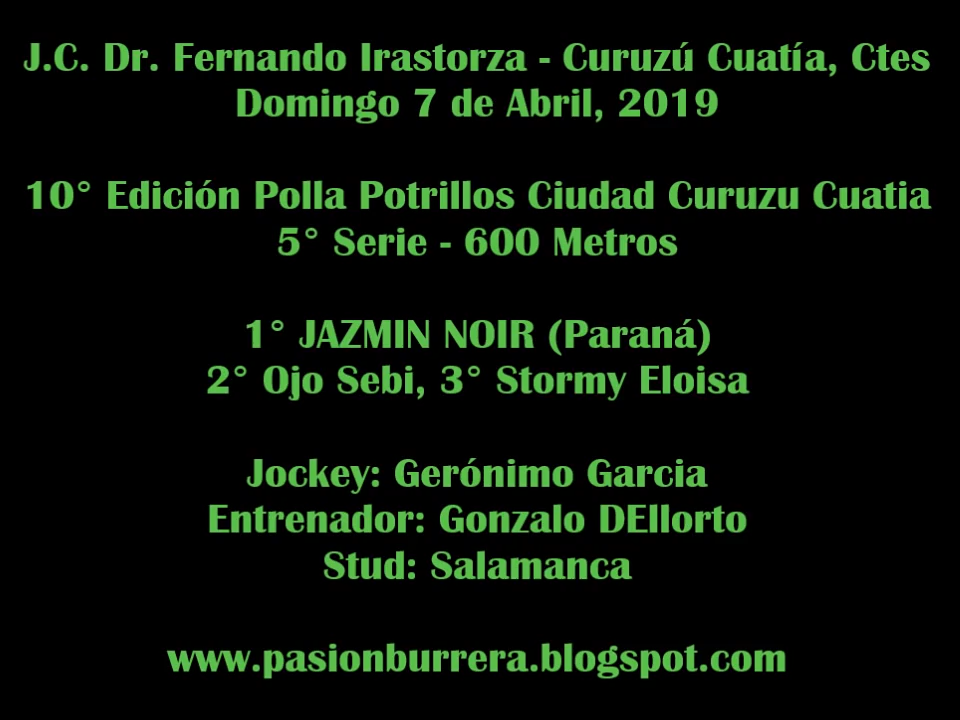 J.C. Dr. Fernando Irastorza - Curuzú Cuatía, Ctes
Domingo 7 de Abril, 2019
10° Edición Polla Potrillos Ciudad Curuzu Cuatia
5° Serie - 600 Metros
1° JAZMIN NOIR (Paraná)
2° Ojo Sebi, 3° Stormy Eloisa
Jockey: Gerónimo Garcia
Entrenador: Gonzalo DEllorto
Stud: Salamanca
www.pasionburrera.blogspot.com